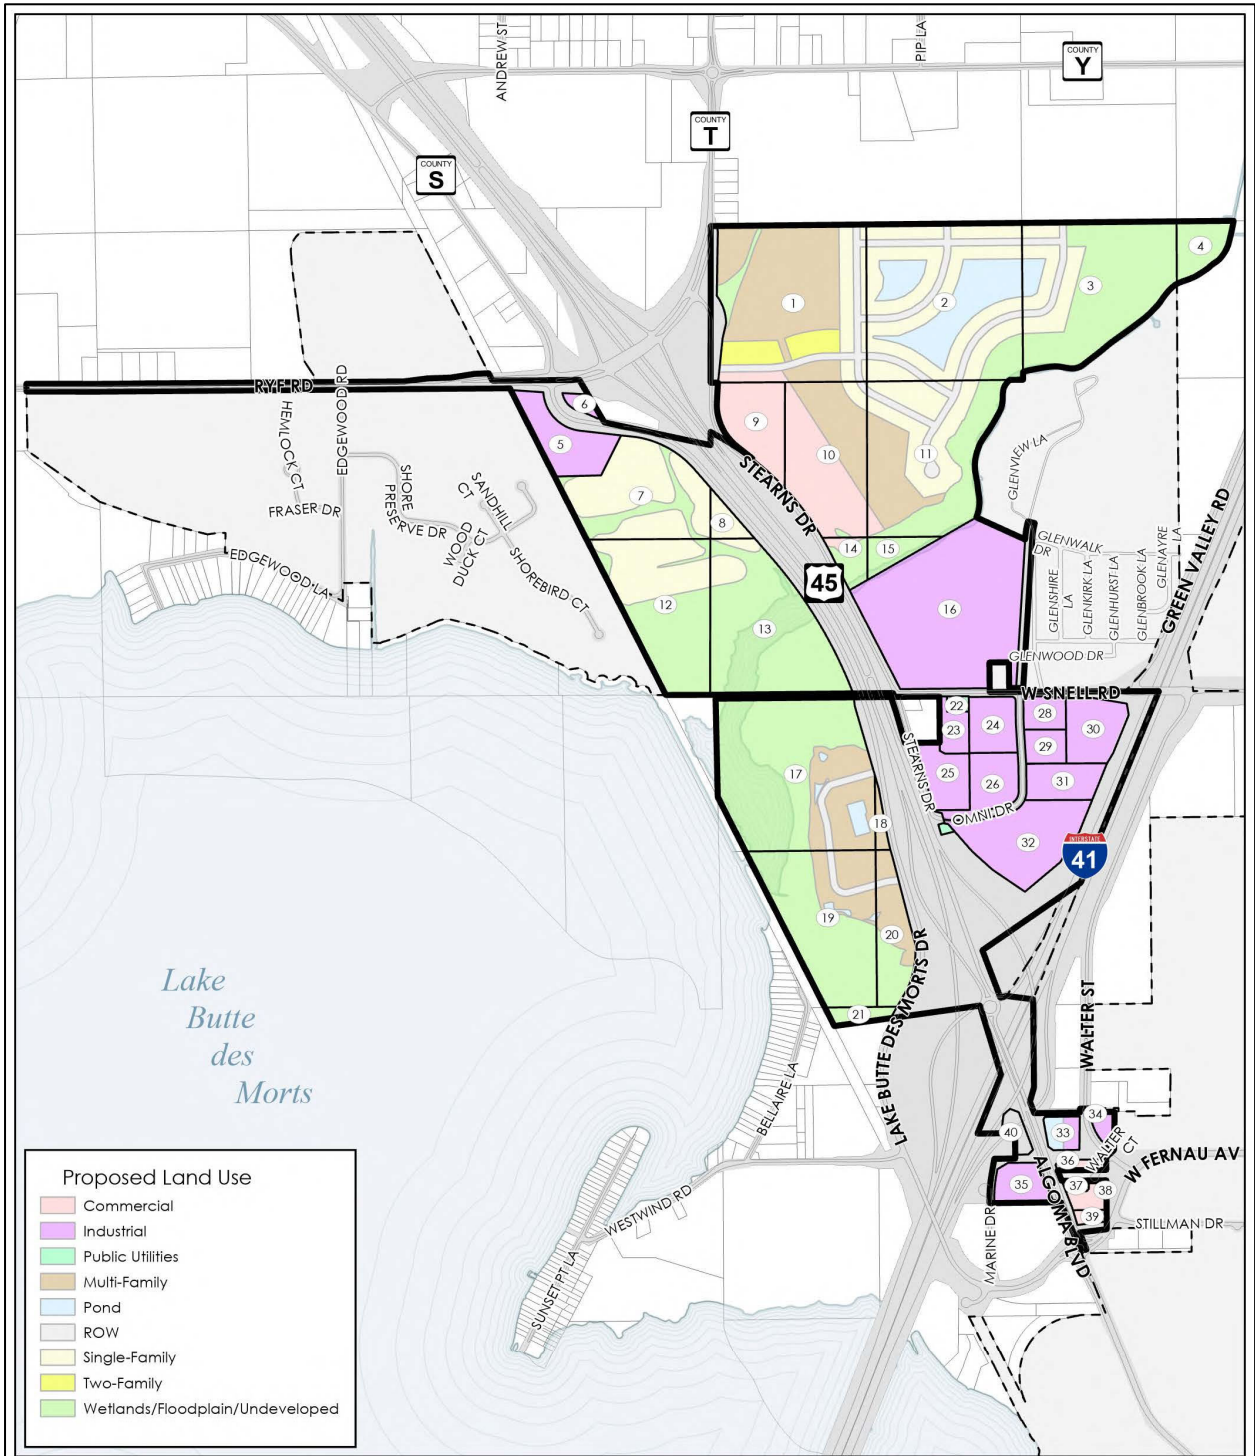 ANDREW ST
PIP LA
COUNTY
Y
COUNTY
T
COUNTY
S
4
3
1
2
RYF RD
EDGEWOOD RD
HEMLOCK CT
FRASER DR
SHORE
PRESERVE DR
SANDHILL
CT
WOOD
DUCK CT
SHOREBIRD CT
EDGEWOOD LA
6
5
9
10
11
7
8
STEARNS DR
GLENVIEW LA
GREEN VALLEY RD
14
15
GLENWALK
DR
GLENSHIRE
LA
GLENKIRK LA
GLENHURST LA
GLENBROOK LA
GLENAYRE
LA
GLENWOOD DR
45
12
13
16
W SNELL RD
22
23
24
28
30
29
25
26
31
STEARNS DR
OMNI DR
32
INTERSTATE
41
17
18
19
20
21
LAKE BUTTE DES MORTS DR
WALTER ST
Lake
Butte
des
Morts
BELLAIRE LA
34
33
40
WALTER
CT
36
W FERNAU AV
35
37
38
39
ALGOMA BLVD
MARINE DR
STILLMAN DR
WESTWIND RD
SUNSET PT LA
Proposed Land Use
Commercial
Industrial
Public Utilities
Multi-Family
Pond
ROW
Single-Family
Two-Family
Wetlands/Floodplain/Undeveloped